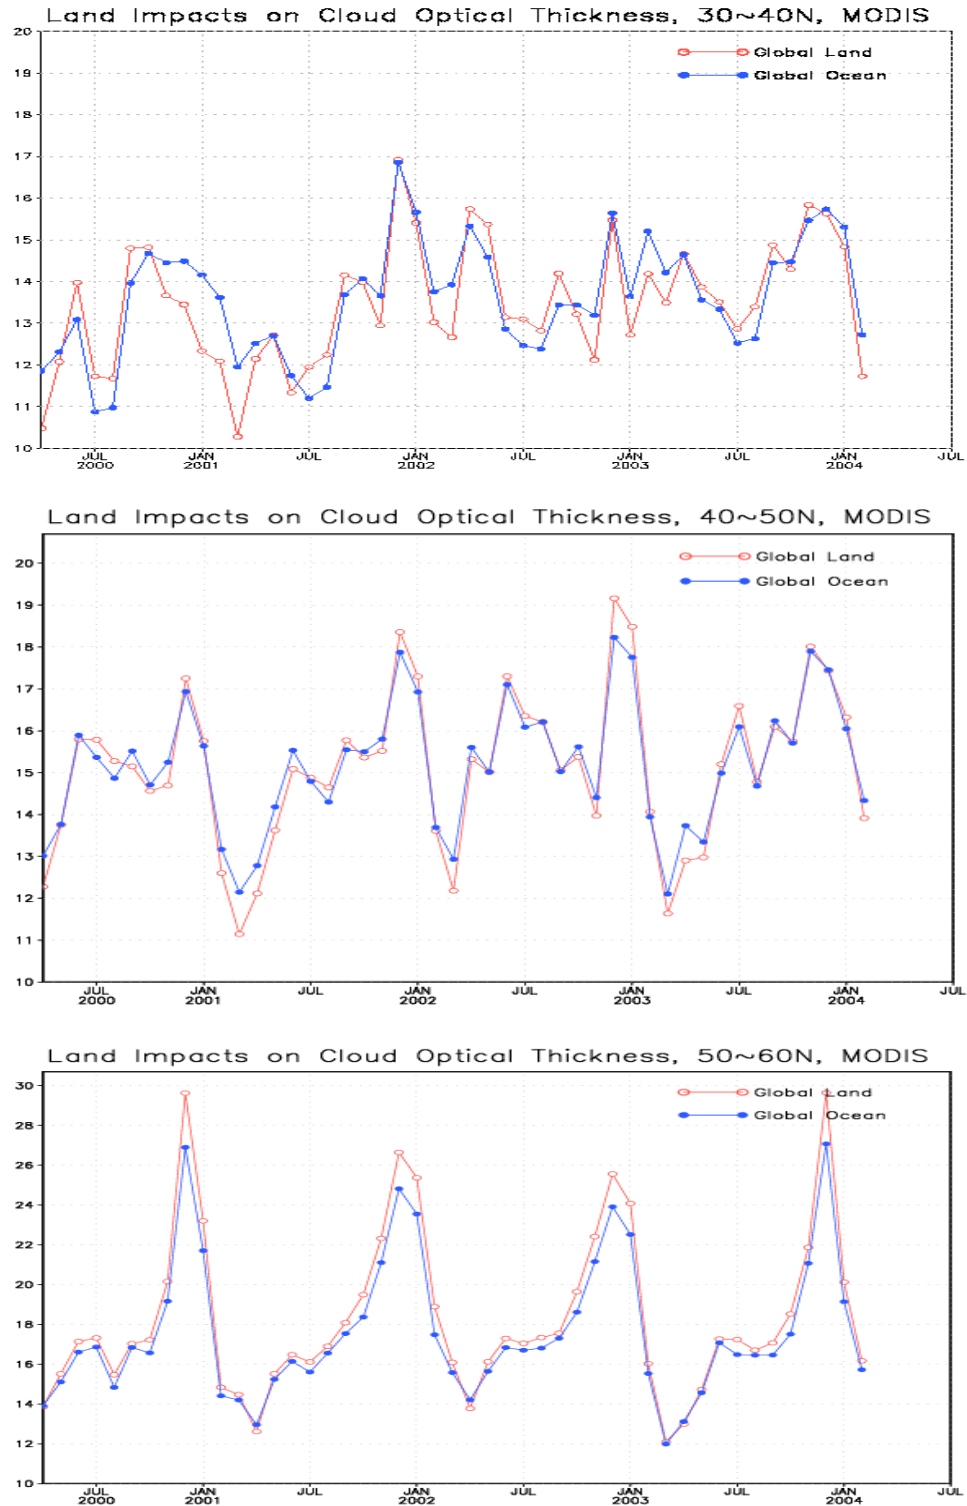 Land Impacts on Cloud Optical Thickness, 30~40N, MODIS
Global Land
Global Ocean
20
19
18
17
16
15
14
13
12
11
10
JUL JAN JUL JAN JUL JAN JUL JAN JUL
2000 2001 2002 2003 2004
Land Impacts on Cloud Optical Thickness, 40~50N, MODIS
Global Land
Global Ocean
20
19
18
17
16
15
14
13
12
11
10
JUL JAN JUL JAN JUL JAN JUL JAN JUL
2000 2001 2002 2003 2004
Land Impacts on Cloud Optical Thickness, 50~60N, MODIS
Global Land
Global Ocean
30
28
26
24
22
20
18
16
14
12
10
JUL JAN JUL JAN JUL JAN JUL JAN JUL
2000 2001 2002 2003 2004